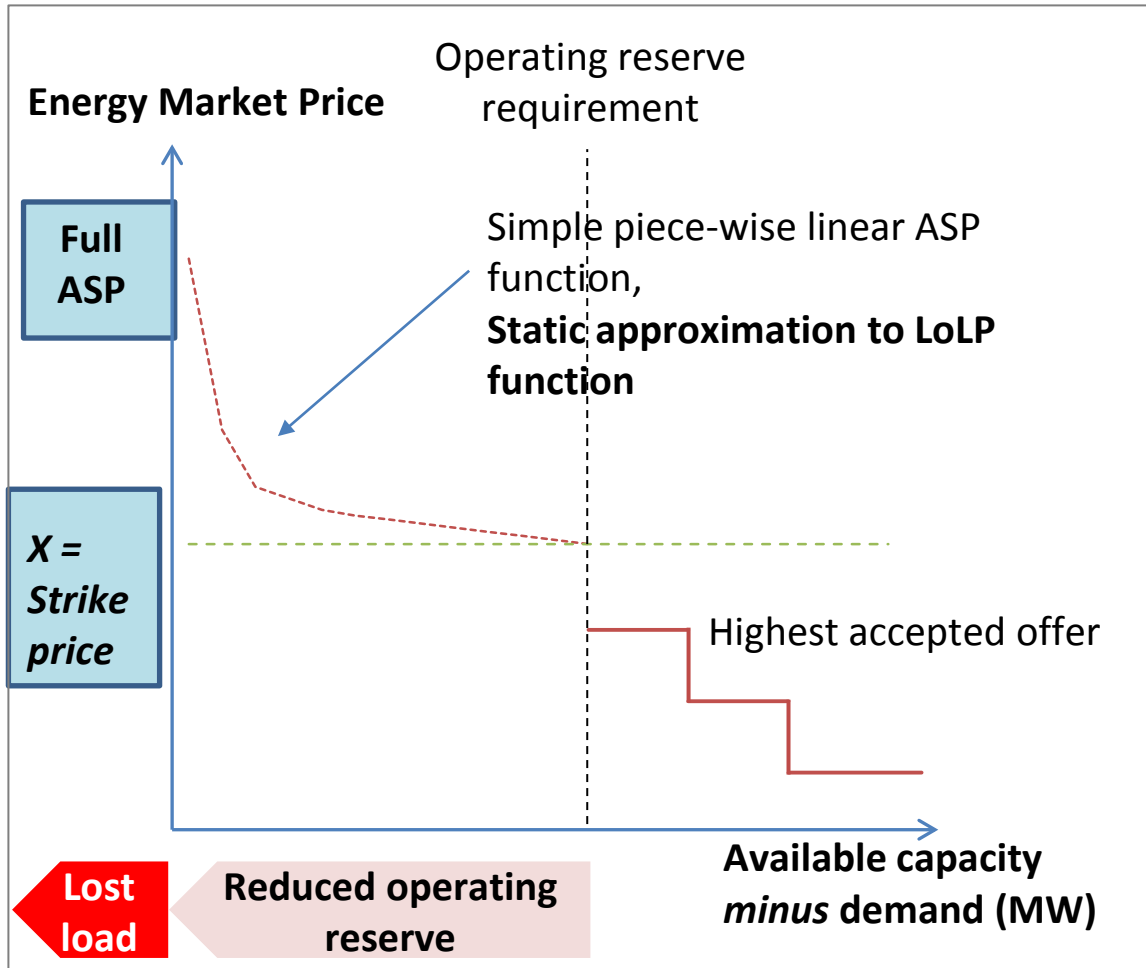 Operating reserve
requirement
Energy Market Price
Full
ASP
Simple piece-wise linear ASP
function,
Static approximation to LoLP
function
X =
Strike
price
Highest accepted offer
Available capacity
minus demand (MW)
Lost
load
Reduced operating
reserve